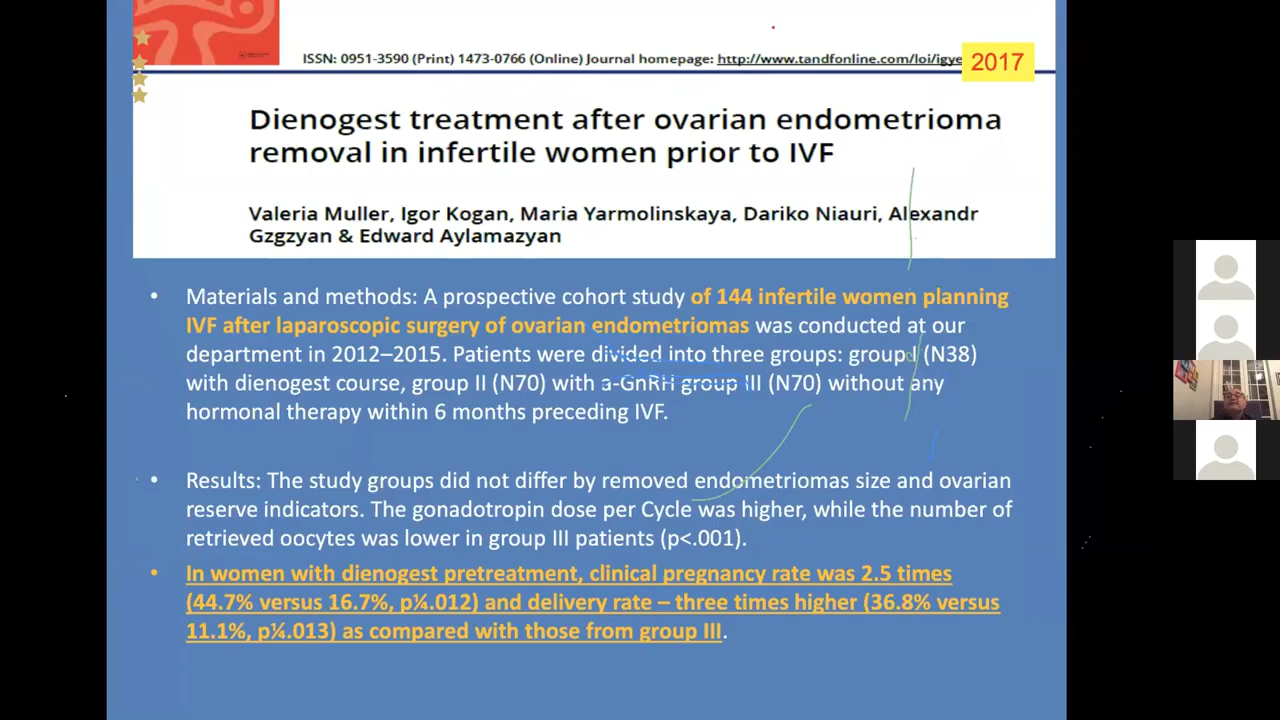 ISSN: 0951-3590 (Print) 1473-0766 (Online) Journal homepage: http://www.tandfonline.com/loi/igye
2017
Dienogest treatment after ovarian endometrioma
removal in infertile women prior to IVF
Valeria Muller, Igor Kogan, Maria Yarmolinskaya, Dariko Niauri, Alexandr
Gzgzyan & Edward Aylamazyan
• Materials and methods: A prospective cohort study of 144 infertile women planning
IVF after laparoscopic surgery of ovarian endometriomas was conducted at our
department in 2012–2015. Patients were divided into three groups: group I (N38)
with dienogest course, group II (N70) with a-GnRH group III (N70) without any
hormonal therapy within 6 months preceding IVF.
• Results: The study groups did not differ by removed endometriomas size and ovarian
reserve indicators. The gonadotropin dose per Cycle was higher, while the number of
retrieved oocytes was lower in group III patients (p<.001).
• In women with dienogest pretreatment, clinical pregnancy rate was 2.5 times
(44.7% versus 16.7%, p¼.012) and delivery rate – three times higher (36.8% versus
11.1%, p¼.013) as compared with those from group III.